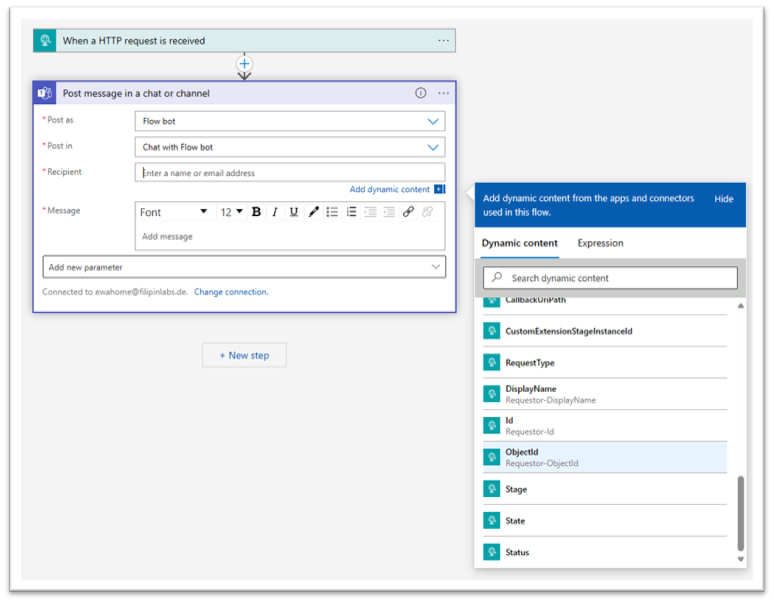 When a HTTP request is received
Post message in a chat or channel
* Post as
Flow bot
* Post in
Chat with Flow bot
* Recipient
Enter a name or email address
Add dynamic content
* Message
Font
12
B I U
Add message
Add new parameter
Connected to ewahome@filipinlabs.de. Change connection.
+ New step
Add dynamic content from the apps and connectors
used in this flow.
Hide
Dynamic content
Expression
Search dynamic content
CallbackUriPath
CustomExtensionStageInstanceId
RequestType
DisplayName
Requestor-DisplayName
Id
Requestor-Id
ObjectId
Requestor-ObjectId
Stage
State
Status